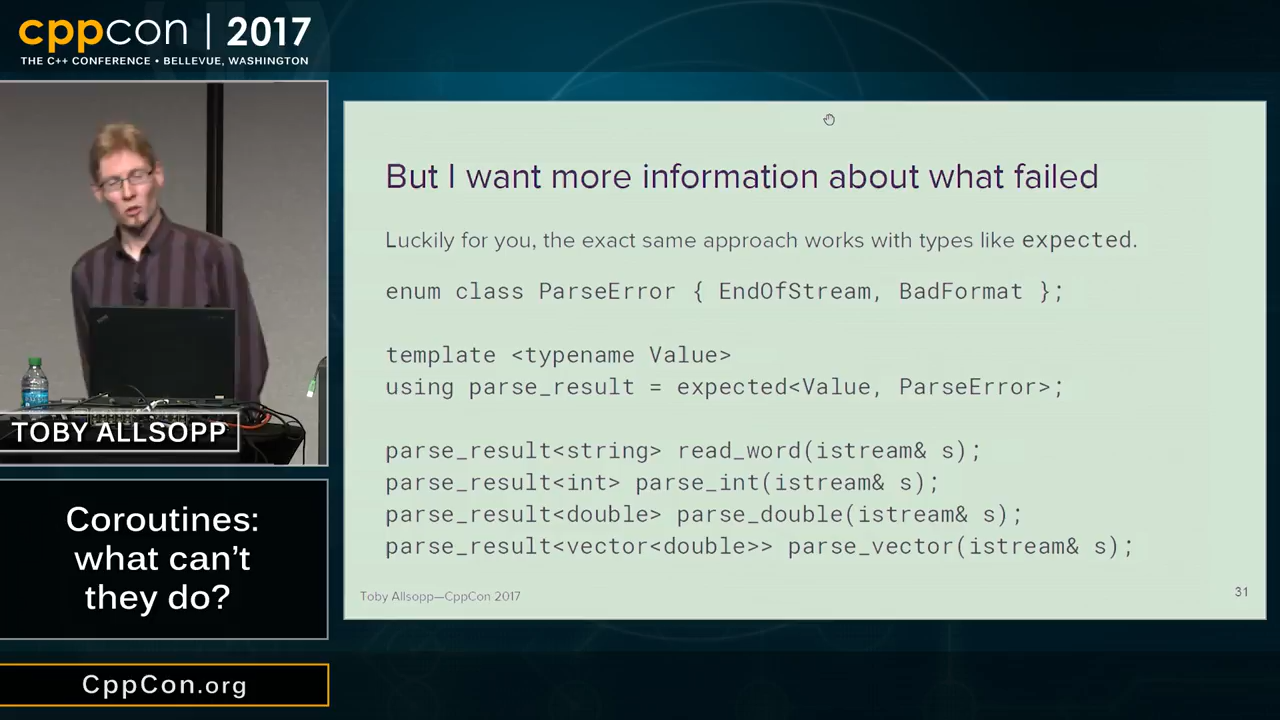 cppcon | 2017
THE C++ CONFERENCE • BELLEVUE, WASHINGTON
TOBY ALLSOPP
Coroutines:
what can't
they do?
CppCon.org
But I want more information about what failed
Luckily for you, the exact same approach works with types like expected.
enum class ParseError { EndOfStream, BadFormat };
template <typename Value>
using parse_result = expected<Value, ParseError>;
parse_result<string> read_word(istream& s);
parse_result<int> parse_int(istream& s);
parse_result<double> parse_double(istream& s);
parse_result<vector<double>> parse_vector(istream& s);
Toby Allsopp—CppCon 2017
31